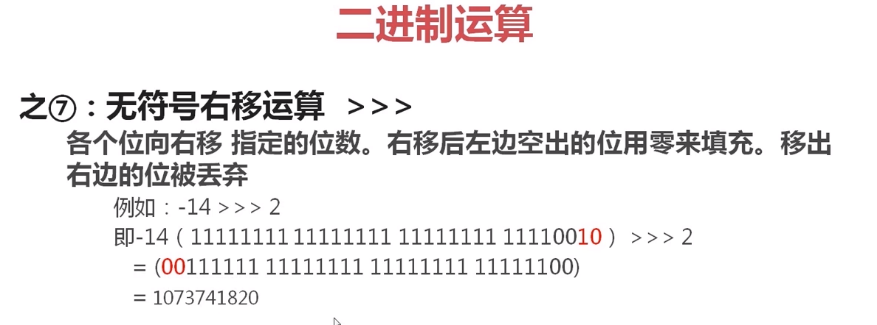 二进制运算
之⑦：无符号右移运算 >>>
各个位向右移 指定的位数。右移后左边空出的位用零来填充。移出
右边的位被丢弃
例如：-14 >>> 2
即-14（11111111 11111111 11111111 11110010）>>> 2
= (00111111 11111111 11111111 11111100)
= 1073741820